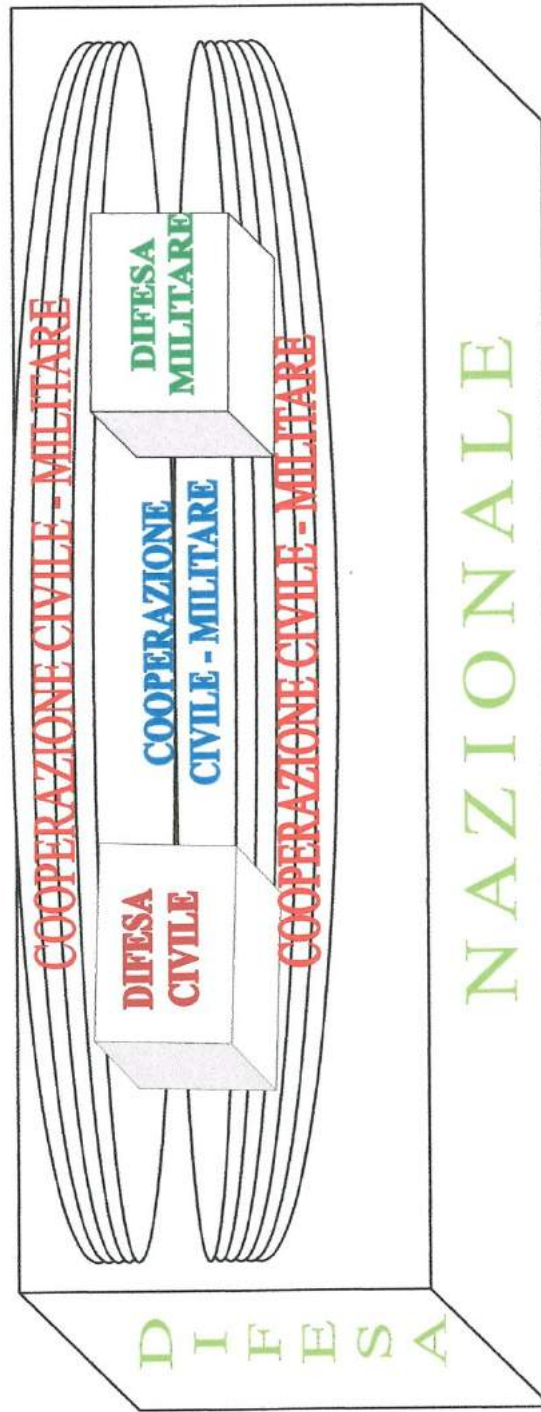 COOPERAZIONE CIVILE - MILITARE
DIFESA
CIVILE
COOPERAZIONE
CIVILE - MILITARE
DIFESA
MILITARE
COOPERAZIONE CIVILE - MILITARE
DIFESA
NAZIONALE